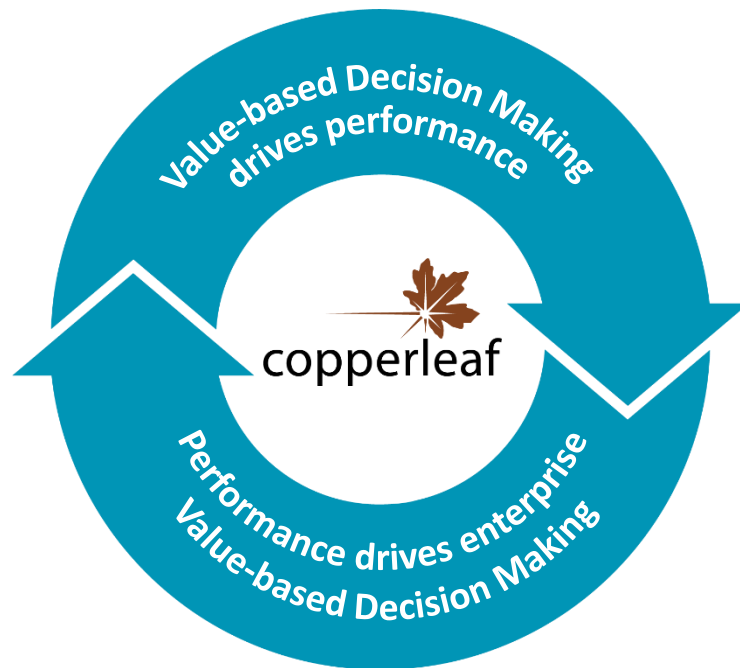 Value-based Decision Making
drives performance
copperleaf
Performance drives enterprise
Value-based Decision Making